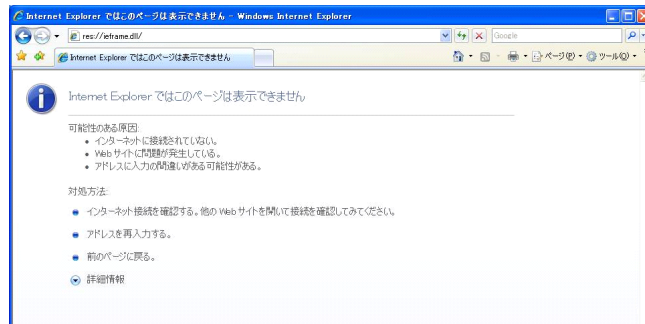 Internet Explorer ではこのページは表示できません - Windows Internet Explorer
res://ieframe.dll/
Google
Internet Explorer ではこのページは表示できません
ページ(P)
ツール(O)
Internet Explorer ではこのページは表示できません
可能性のある原因:
インターネットに接続されていない。
Web サイトに問題が発生している。
アドレスに入力の間違いがある可能性がある。
対処方法:
インターネット接続を確認する。他の Web サイトを開いて接続を確認してみてください。
アドレスを再入力する。
前のページに戻る。
詳細情報